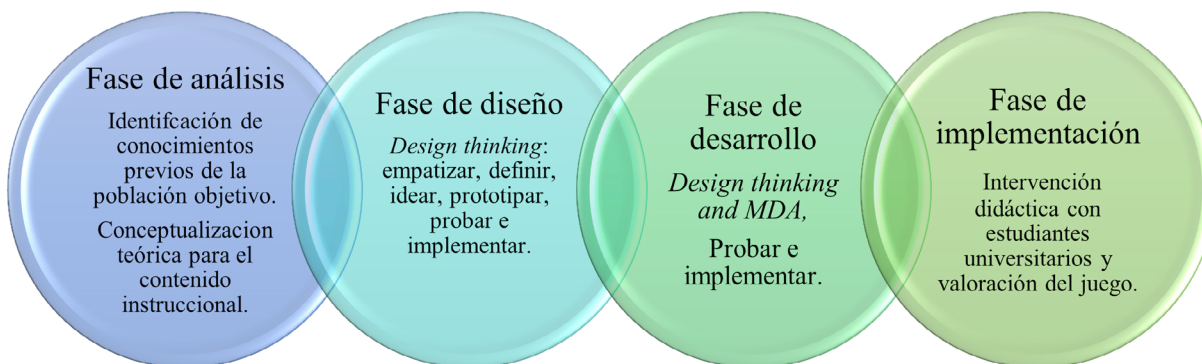 Fase de análisis
Identifcación de
conocimientos
previos de la
población objetivo.
Conceptualizacion
teórica para el
contenido
instruccional.
Fase de diseño
Design thinking:
empatizar, definir,
idear, prototipar,
probar e
implementar.
Fase de
desarrollo
Design thinking
and MDA,
Probar e
implementar.
Fase de
implementación
Intervención
didáctica con
estudiantes
universitarios y
valoración del juego.